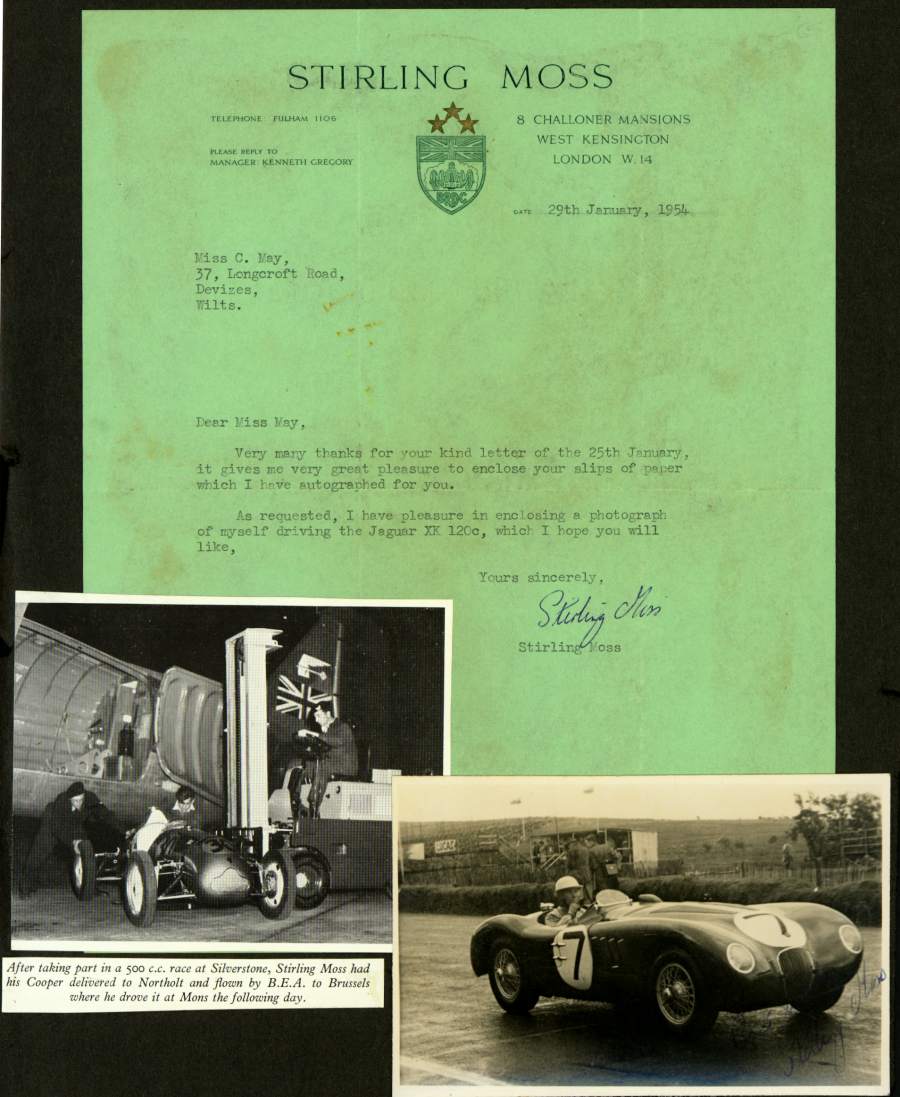 STIRLING MOSS
TELEPHONE FULHAM 1106
PLEASE REPLY TO
MANAGER: KENNETH GREGORY
BRDC
8 CHALLONER MANSIONS
WEST KENSINGTON
LONDON W.14
DATE 29th January, 1954
Miss C. May,
37, Longcroft Road,
Devizes,
Wilts.
Dear Miss May,
Very many thanks for your kind letter of the 25th January,
it gives me very great pleasure to enclose your slips of paper
which I have autographed for you.
As requested, I have pleasure in enclosing a photograph
of myself driving the Jaguar XK 120c, which I hope you will
like,
Yours sincerely,
Stirling Moss
Stirling Moss
After taking part in a 500 c.c. race at Silverstone, Stirling Moss had
his Cooper delivered to Northolt and flown by B.E.A. to Brussels
where he drove it at Mons the following day.
7
7
Stirling Moss